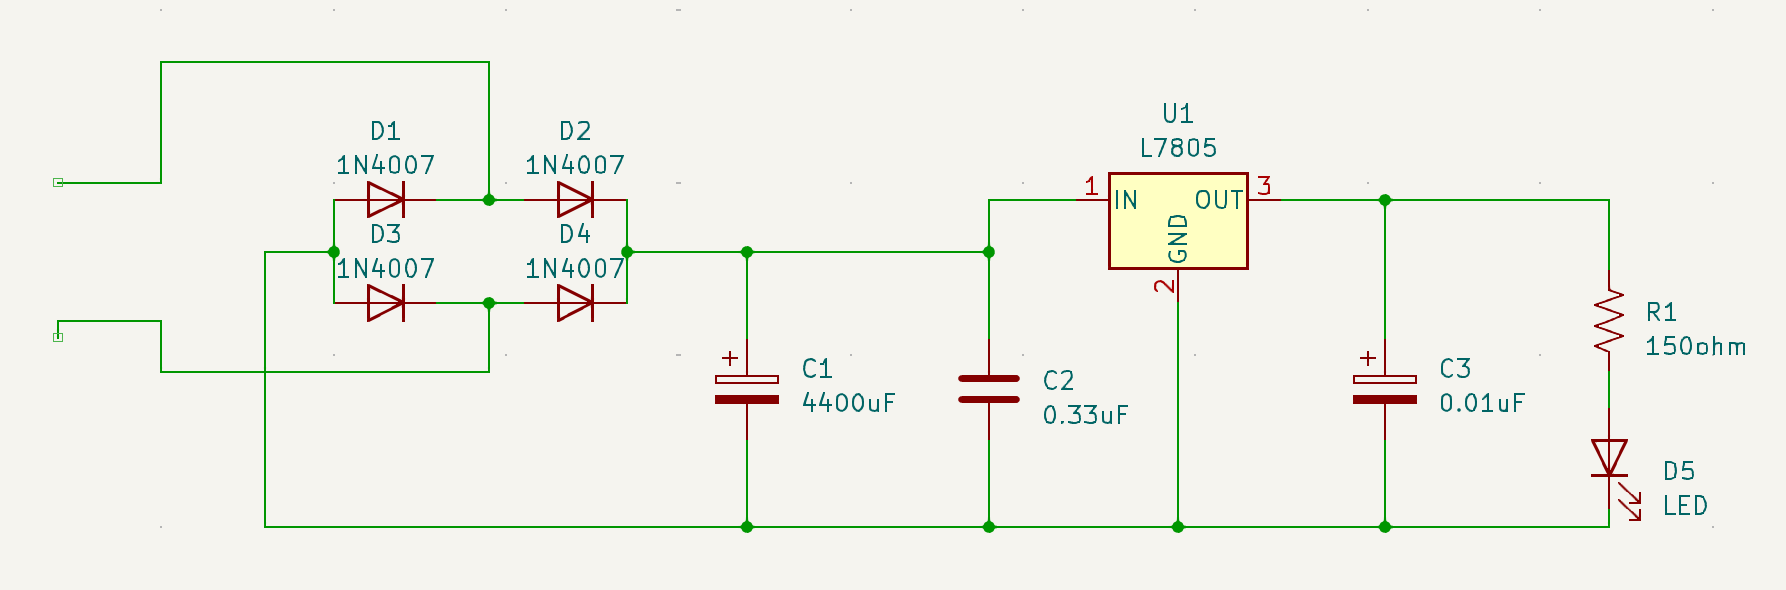 D1
1N4007
D2
1N4007
D3
1N4007
D4
1N4007
U1
L7805
1
IN
OUT
3
GND
2
+
C1
4400uF
C2
0.33uF
+
C3
0.01uF
R1
150ohm
D5
LED